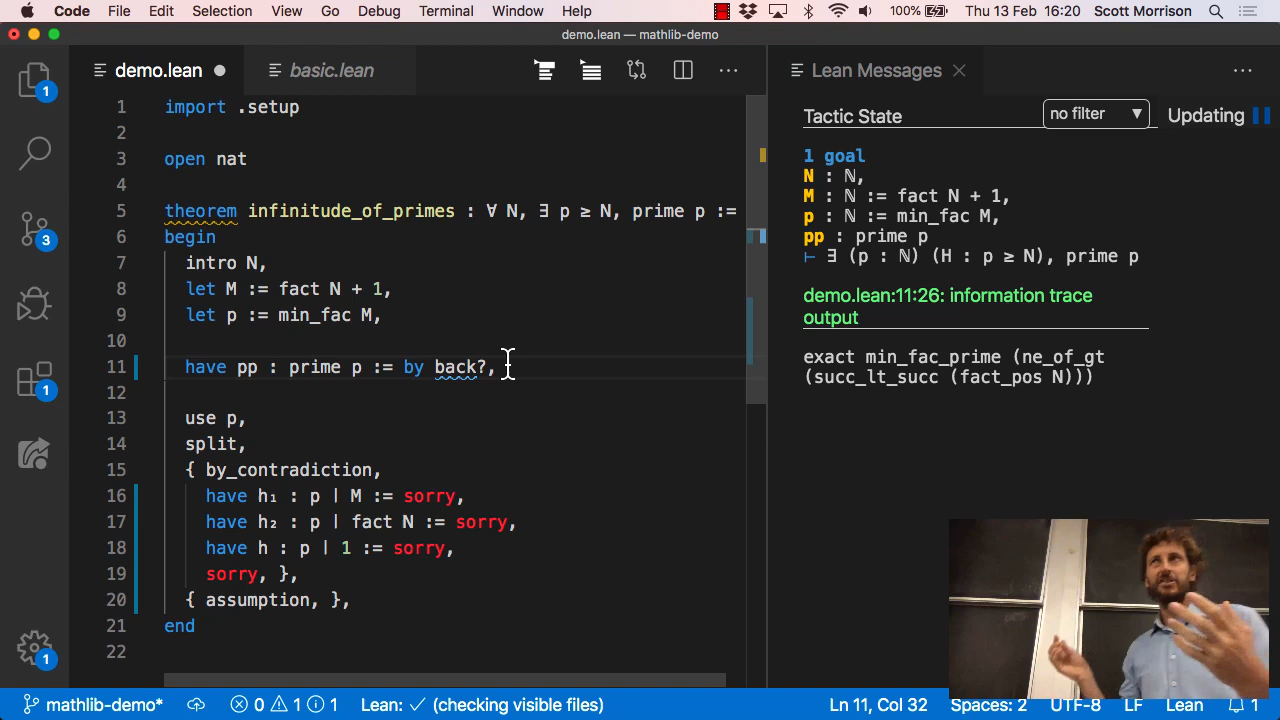 Code File Edit Selection View Go Debug Terminal Window Help 100% Thu 13 Feb 16:20 Scott Morrison
demo.lean — mathlib-demo
demo.lean basic.lean
1 import .setup
2
3 open nat
4
5 theorem infinitude_of_primes : ∀ N, ∃ p ≥ N, prime p :=
6 begin
7 intro N,
8 let M := fact N + 1,
9 let p := min_fac M,
10
11 have pp : prime p := by back?,
12
13 use p,
14 split,
15 { by_contradiction,
16 have h₁ : p ∣ M := sorry,
17 have h₂ : p ∣ fact N := sorry,
18 have h : p ∣ 1 := sorry,
19 sorry, },
20 { assumption, },
21 end
22
1
3
1
1
Lean Messages
Tactic State no filter ▼ Updating
1 goal
N : ℕ,
M : ℕ := fact N + 1,
p : ℕ := min_fac M,
pp : prime p
⊢ ∃ (p : ℕ) (H : p ≥ N), prime p
demo.lean:11:26: information trace
output
exact min_fac_prime (ne_of_gt
(succ_lt_succ (fact_pos N)))
mathlib-demo* 0 1 1 Lean: ✓ (checking visible files) Ln 11, Col 32 Spaces: 2 UTF-8 LF Lean 1